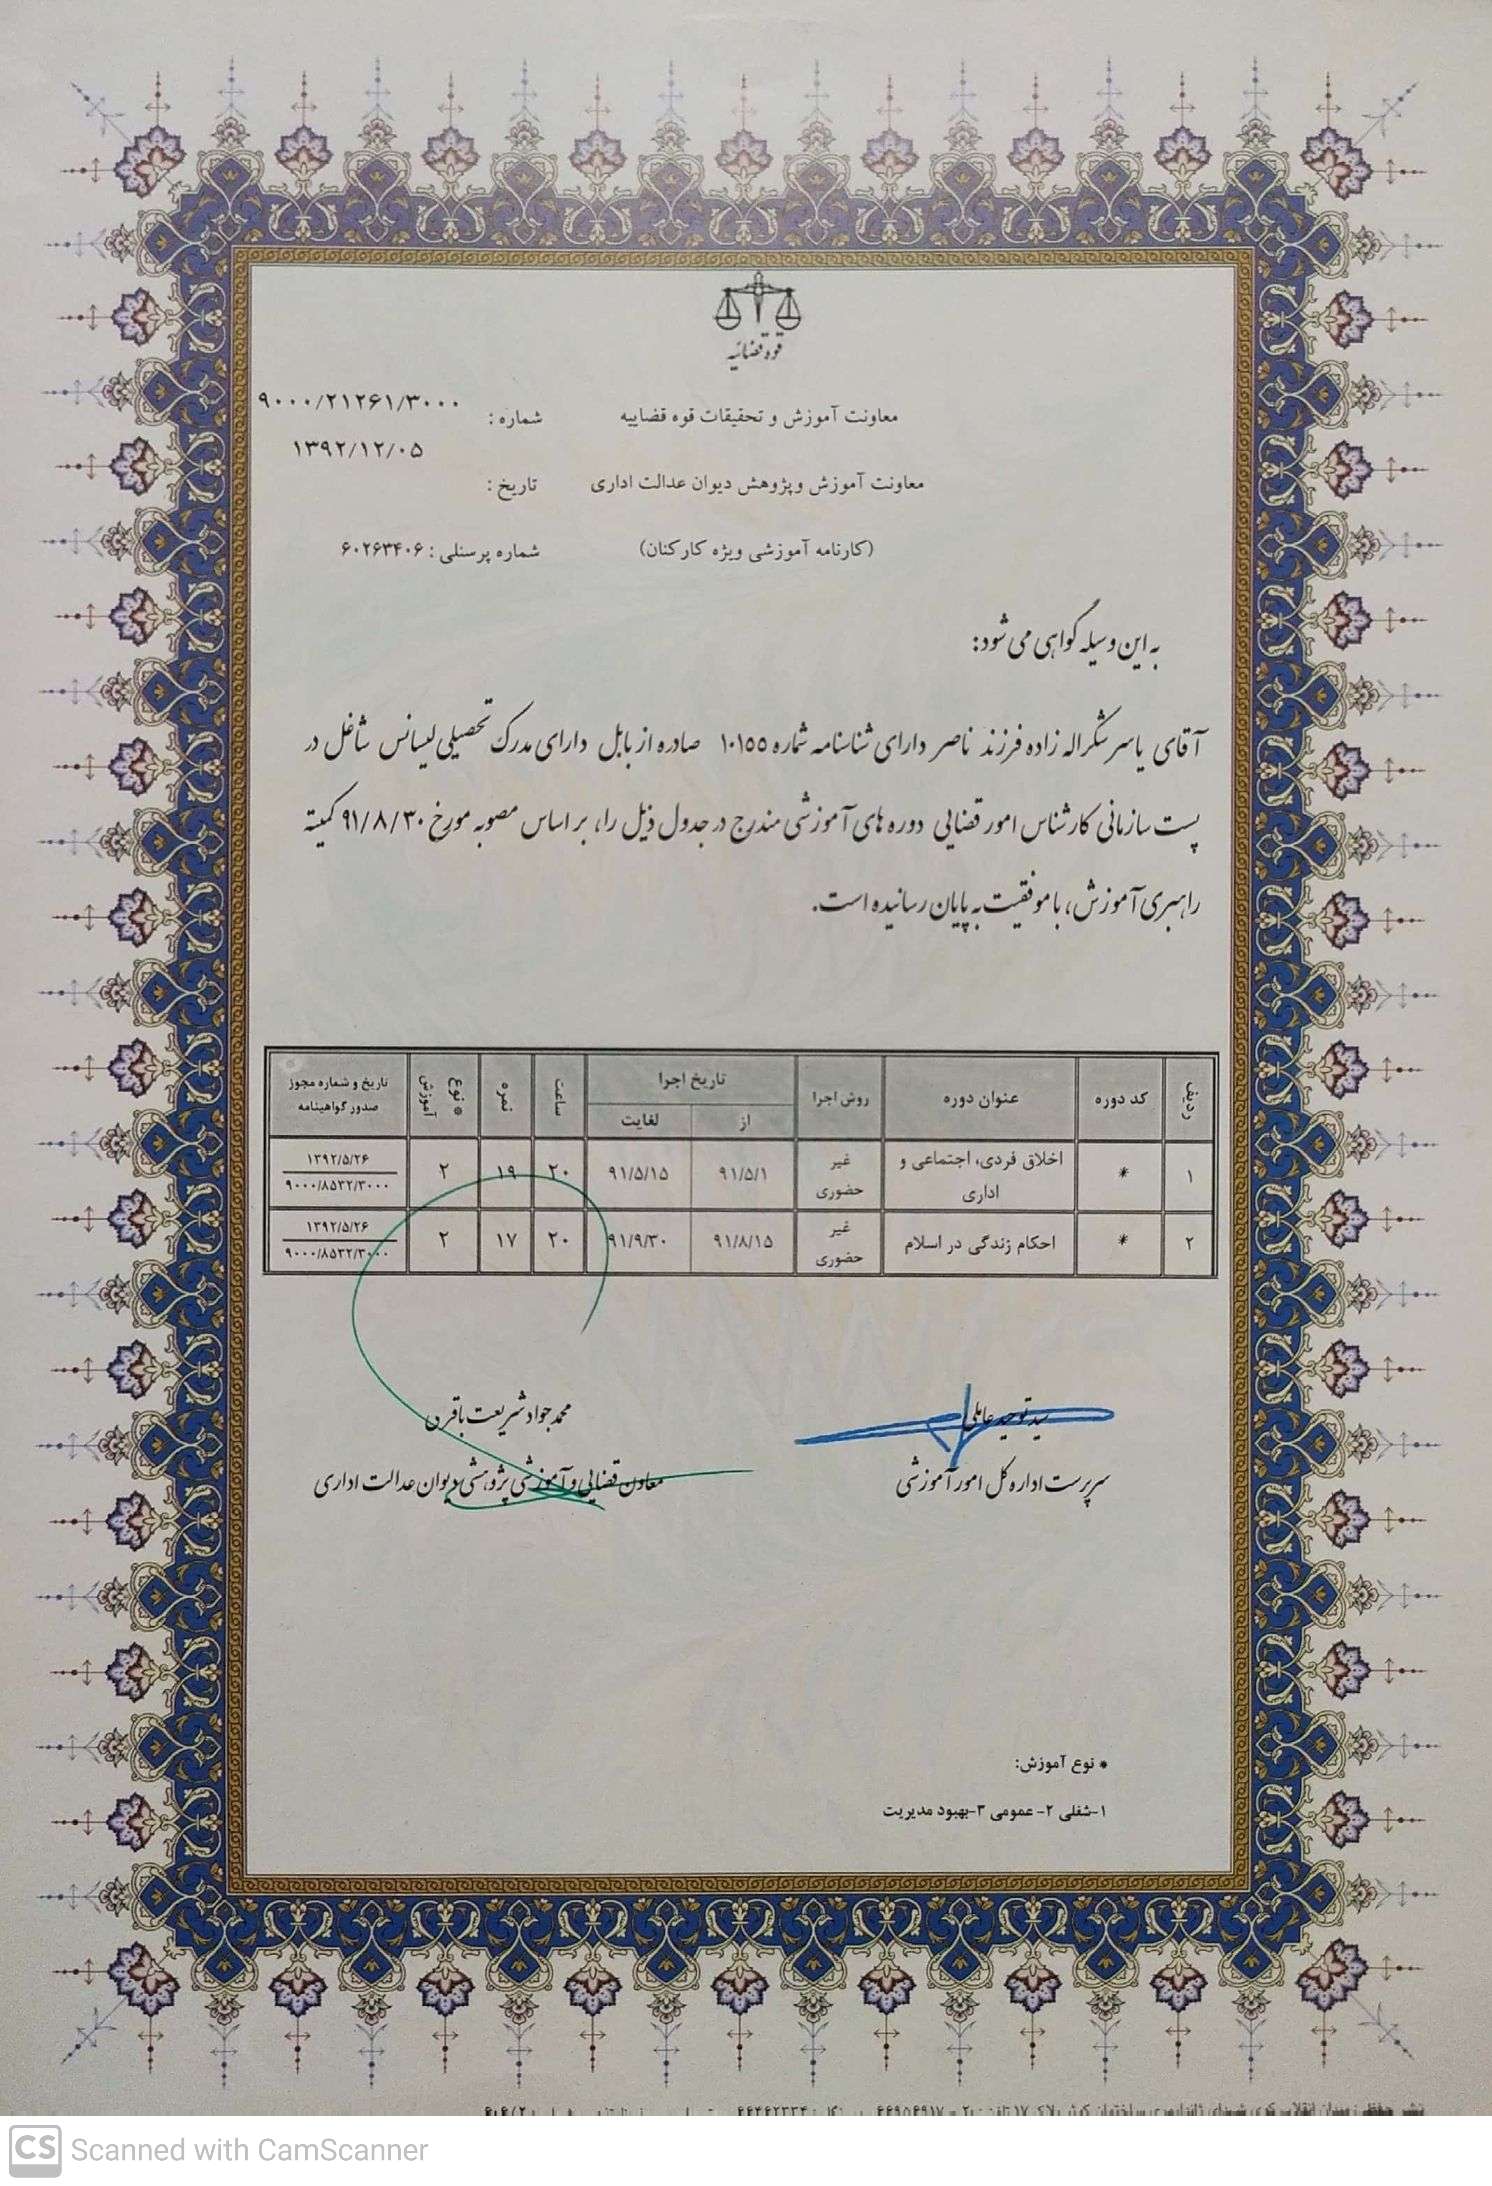 قوه قضائیه
معاونت آموزش و تحقیقات قوه قضاییه
شماره : ۹۰۰۰/۲۱۲۶۱/۳۰۰۰
معاونت آموزش وپژوهش دیوان عدالت اداری
تاریخ : ۱۳۹۲/۱۲/۰۵
(کارنامه آموزشی ویژه کارکنان)
شماره پرسنلی : ۶۰۲۶۳۴۰۶
به این وسیله گواهی می شود:
آقای یاسر شکراله زاده فرزند ناصر دارای شناسنامه شماره ۱۰۱۵۵ صادره از بابل دارای مدرک تحصیلی لیسانس شاغل در
پست سازمانی کارشناس امور قضایی دوره های آموزشی مندرج در جدول ذیل را، بر اساس مصوبه مورخ ۹۱/۸/۳۰ کمیته
راهبری آموزش، با موفقیت به پایان رسانیده است.
ردیف کد دوره عنوان دوره روش اجرا تاریخ اجرا ساعت نمره * نوع آموزش تاریخ و شماره مجوز صدور گواهینامه
از لغایت
۱ * اخلاق فردی، اجتماعی و اداری غیر حضوری ۹۱/۵/۱ ۹۱/۵/۱۵ ۲۰ ۱۹ ۲ ۱۳۹۲/۵/۲۶ ۹۰۰۰/۸۵۳۲/۳۰۰۰
۲ * احکام زندگی در اسلام غیر حضوری ۹۱/۸/۱۵ ۹۱/۹/۳۰ ۲۰ ۱۷ ۲ ۱۳۹۲/۵/۲۶ ۹۰۰۰/۸۵۳۲/۳۰۰۰
سید توحید عاملی
سرپرست اداره کل امور آموزشی
محمد جواد شریعت باقری
معاون قضایی و آموزشی پژوهشی دیوان عدالت اداری
* نوع آموزش:
۱-شغلی ۲- عمومی ۳-بهبود مدیریت
CS Scanned with CamScanner